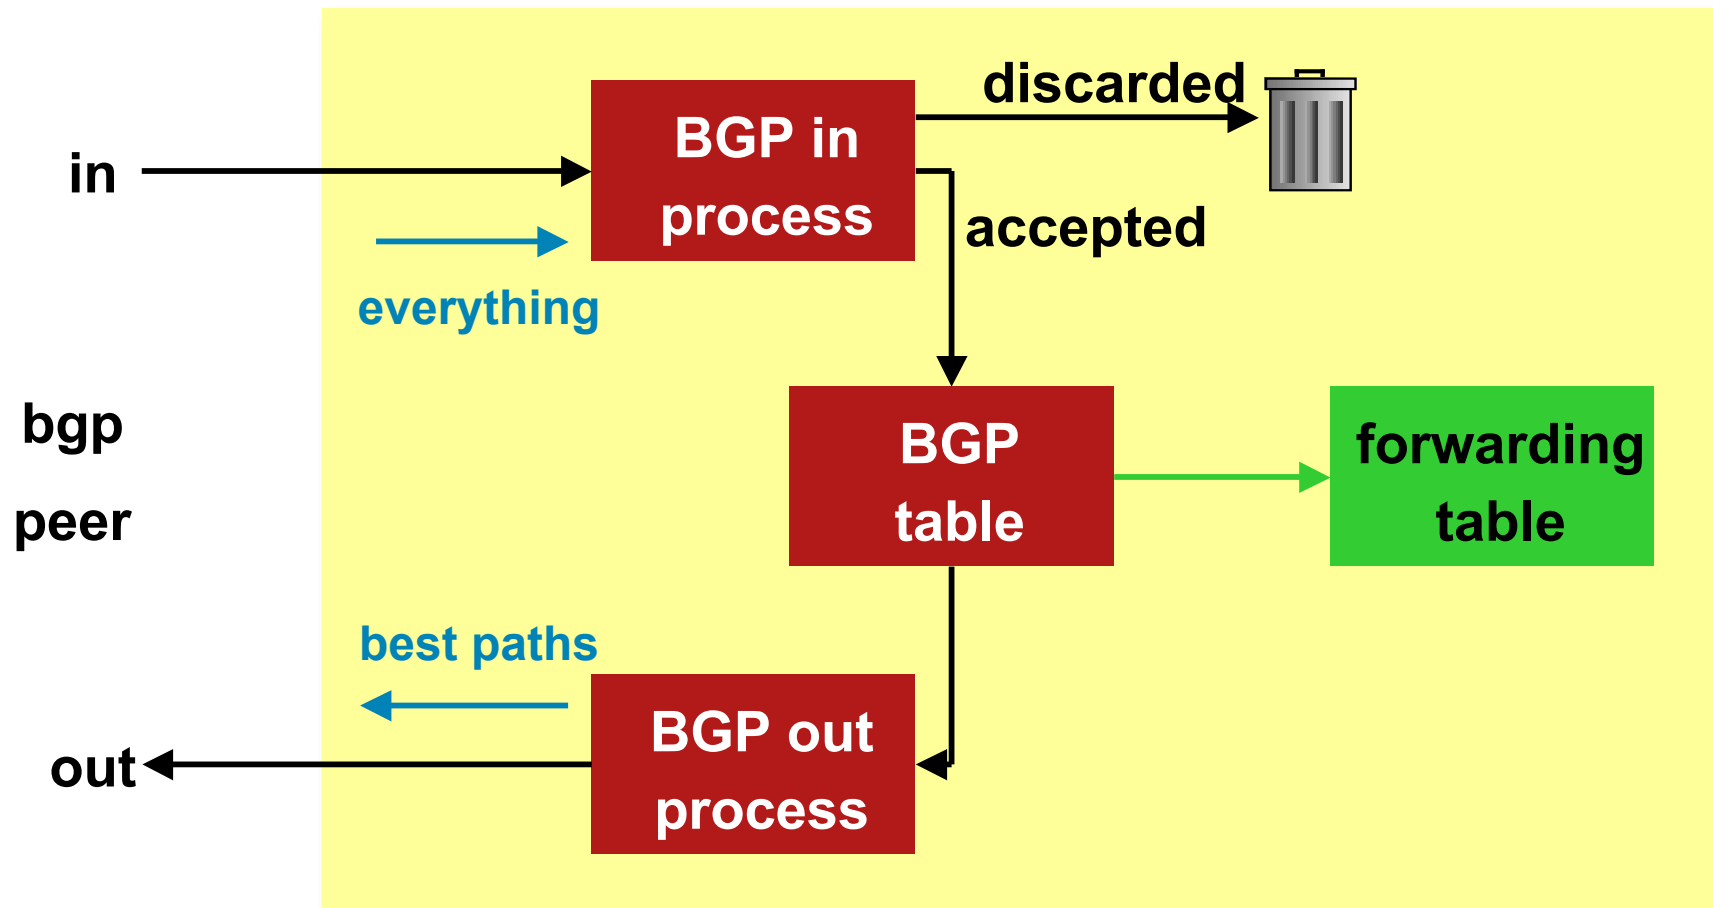 discarded
BGP in
process
in
accepted
everything
bgp
peer
BGP
table
forwarding
table
best paths
BGP out
process
out